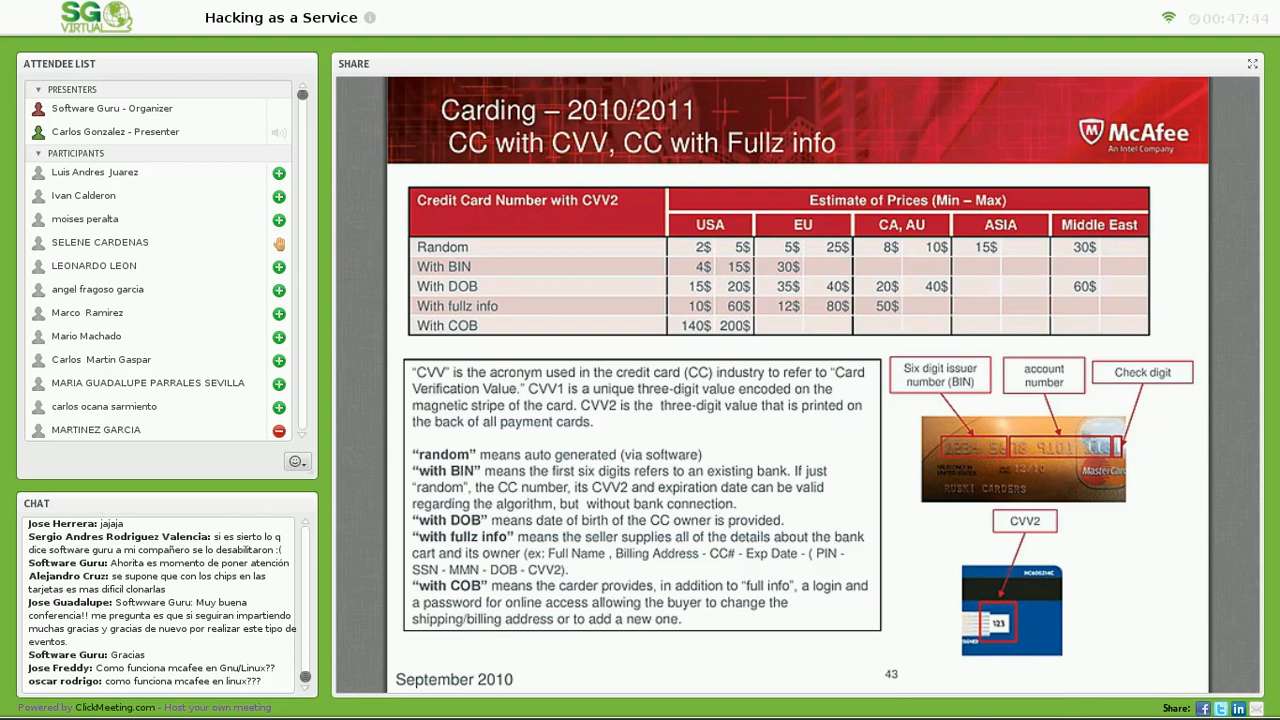 SG
VIRTUAL
Hacking as a Service
00:47:44
ATTENDEE LIST
PRESENTERS
Software Guru - Organizer
Carlos Gonzalez - Presenter
PARTICIPANTS
Luis Andres Juarez
Ivan Calderon
moises peralta
SELENE CARDENAS
LEONARDO LEON
angel fragoso garcia
Marco Ramirez
Mario Machado
Carlos Martin Gaspar
MARIA GUADALUPE PARRALES SEVILLA
carlos ocana sarmiento
MARTINEZ GARCIA
CHAT
Jose Herrera: jajaja
Sergio Andres Rodriguez Valencia: si es sierto lo q
dice software guru a mi compañero se lo desabilitaron :(
Software Guru: Ahorita es momento de poner atención
Alejandro Cruz: se supone que con los chips en las
tarjetas es mas dificil clonarlas
Jose Guadalupe: Softwware Guru: Muy buena
conferencia!! me pregunta es que si seguiran impartiendo
muchas gracias y gracias de nuevo por realizar este tipo de
eventos.
Software Guru: Gracias
Jose Freddy: Como funciona mcafee en Gnu/Linux??
oscar rodrigo: como funciona mcafee en linux???
SHARE
Carding – 2010/2011
CC with CVV, CC with Fullz info
McAfee
An Intel Company
Credit Card Number with CVV2 Estimate of Prices (Min – Max)
USA EU CA, AU ASIA Middle East
Random 2$ 5$ 5$ 25$ 8$ 10$ 15$ 30$
With BIN 4$ 15$ 30$
With DOB 15$ 20$ 35$ 40$ 20$ 40$ 60$
With fullz info 10$ 60$ 12$ 80$ 50$
With COB 140$ 200$
“CVV” is the acronym used in the credit card (CC) industry to refer to “Card
Verification Value.” CVV1 is a unique three-digit value encoded on the
magnetic stripe of the card. CVV2 is the three-digit value that is printed on
the back of all payment cards.
“random” means auto generated (via software)
“with BIN” means the first six digits refers to an existing bank. If just
“random”, the CC number, its CVV2 and expiration date can be valid
regarding the algorithm, but without bank connection.
“with DOB” means date of birth of the CC owner is provided.
“with fullz info” means the seller supplies all of the details about the bank
cart and its owner (ex: Full Name , Billing Address - CC# - Exp Date - ( PIN -
SSN - MMN - DOB - CVV2).
“with COB” means the carder provides, in addition to “full info”, a login and
a password for online access allowing the buyer to change the
shipping/billing address or to add a new one.
Six digit issuer
number (BIN)
account
number
Check digit
1234 5678 9101
12/10
MasterCard
RUSKI CARDERS
CVV2
123
September 2010
43
Powered by ClickMeeting.com - Host your own meeting
Share: